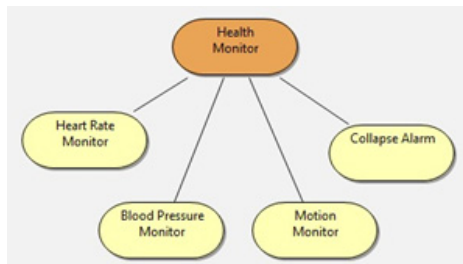 Health
Monitor
Heart Rate
Monitor
Collapse Alarm
Blood Pressure
Monitor
Motion
Monitor